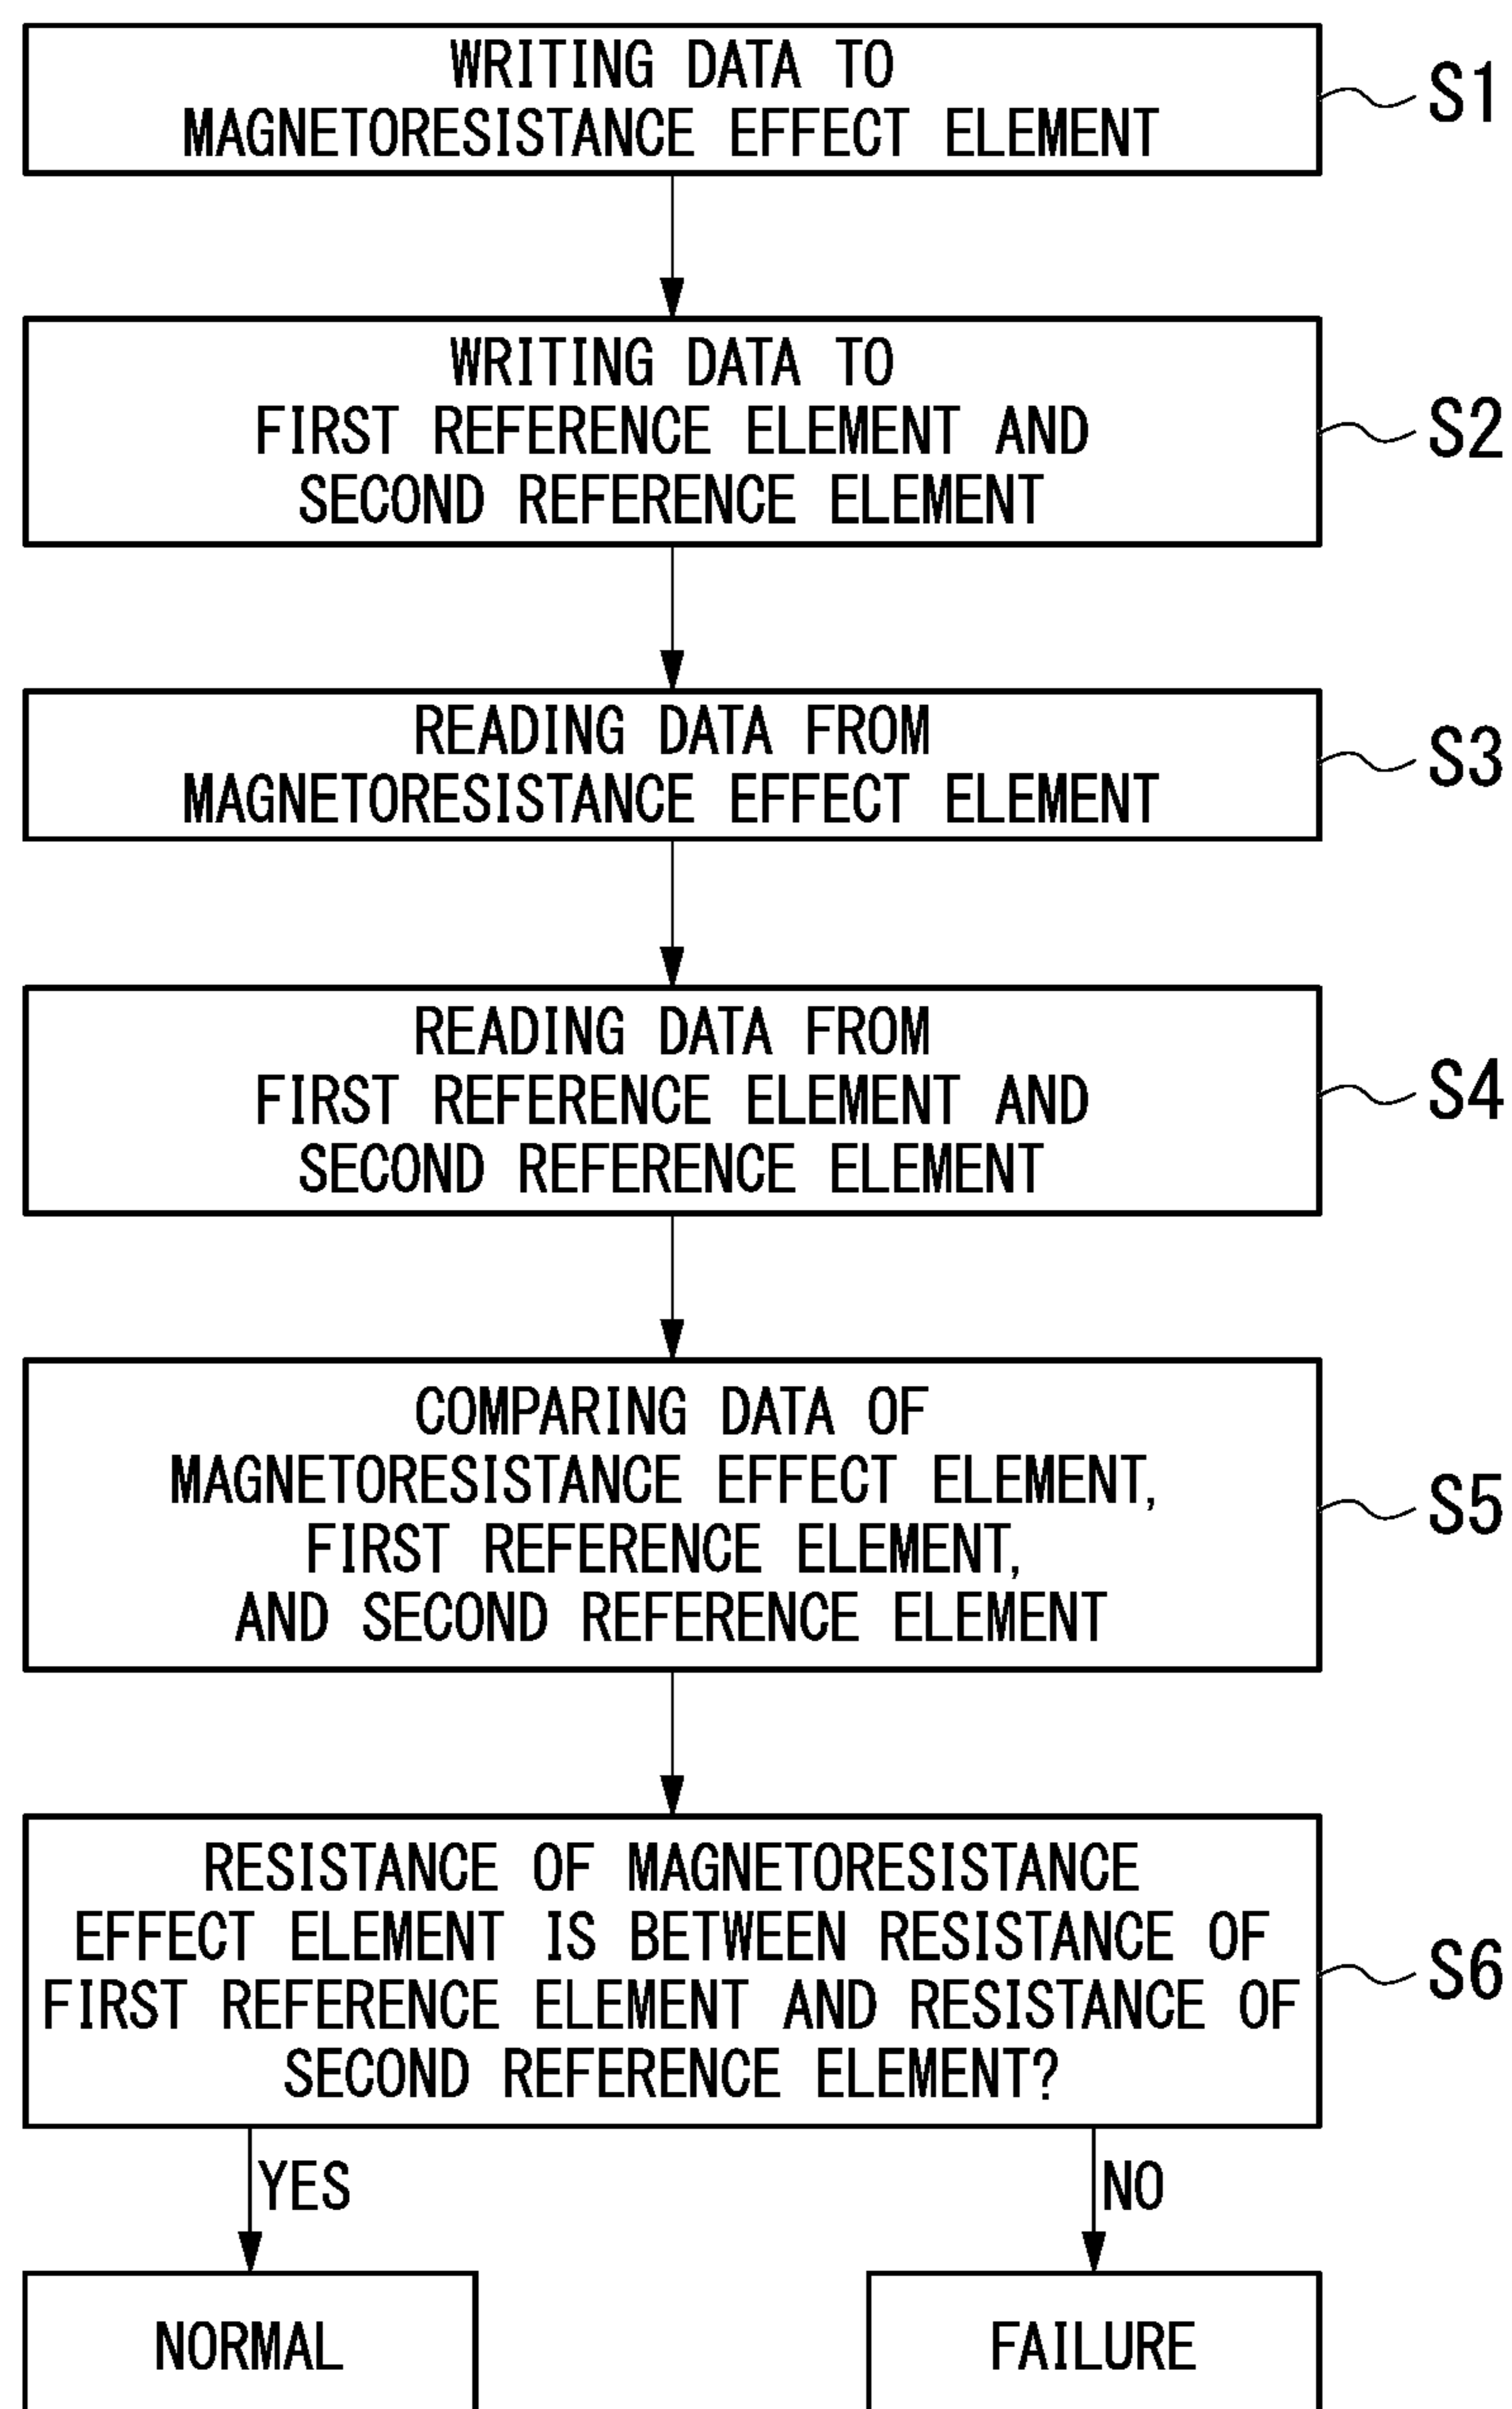 WRITING DATA TO
MAGNETORESISTANCE EFFECT ELEMENT
S1
WRITING DATA TO
FIRST REFERENCE ELEMENT AND
SECOND REFERENCE ELEMENT
S2
READING DATA FROM
MAGNETORESISTANCE EFFECT ELEMENT
S3
READING DATA FROM
FIRST REFERENCE ELEMENT AND
SECOND REFERENCE ELEMENT
S4
COMPARING DATA OF
MAGNETORESISTANCE EFFECT ELEMENT,
FIRST REFERENCE ELEMENT,
AND SECOND REFERENCE ELEMENT
S5
RESISTANCE OF MAGNETORESISTANCE
EFFECT ELEMENT IS BETWEEN RESISTANCE OF
FIRST REFERENCE ELEMENT AND RESISTANCE OF
SECOND REFERENCE ELEMENT?
S6
YES
NO
NORMAL
FAILURE